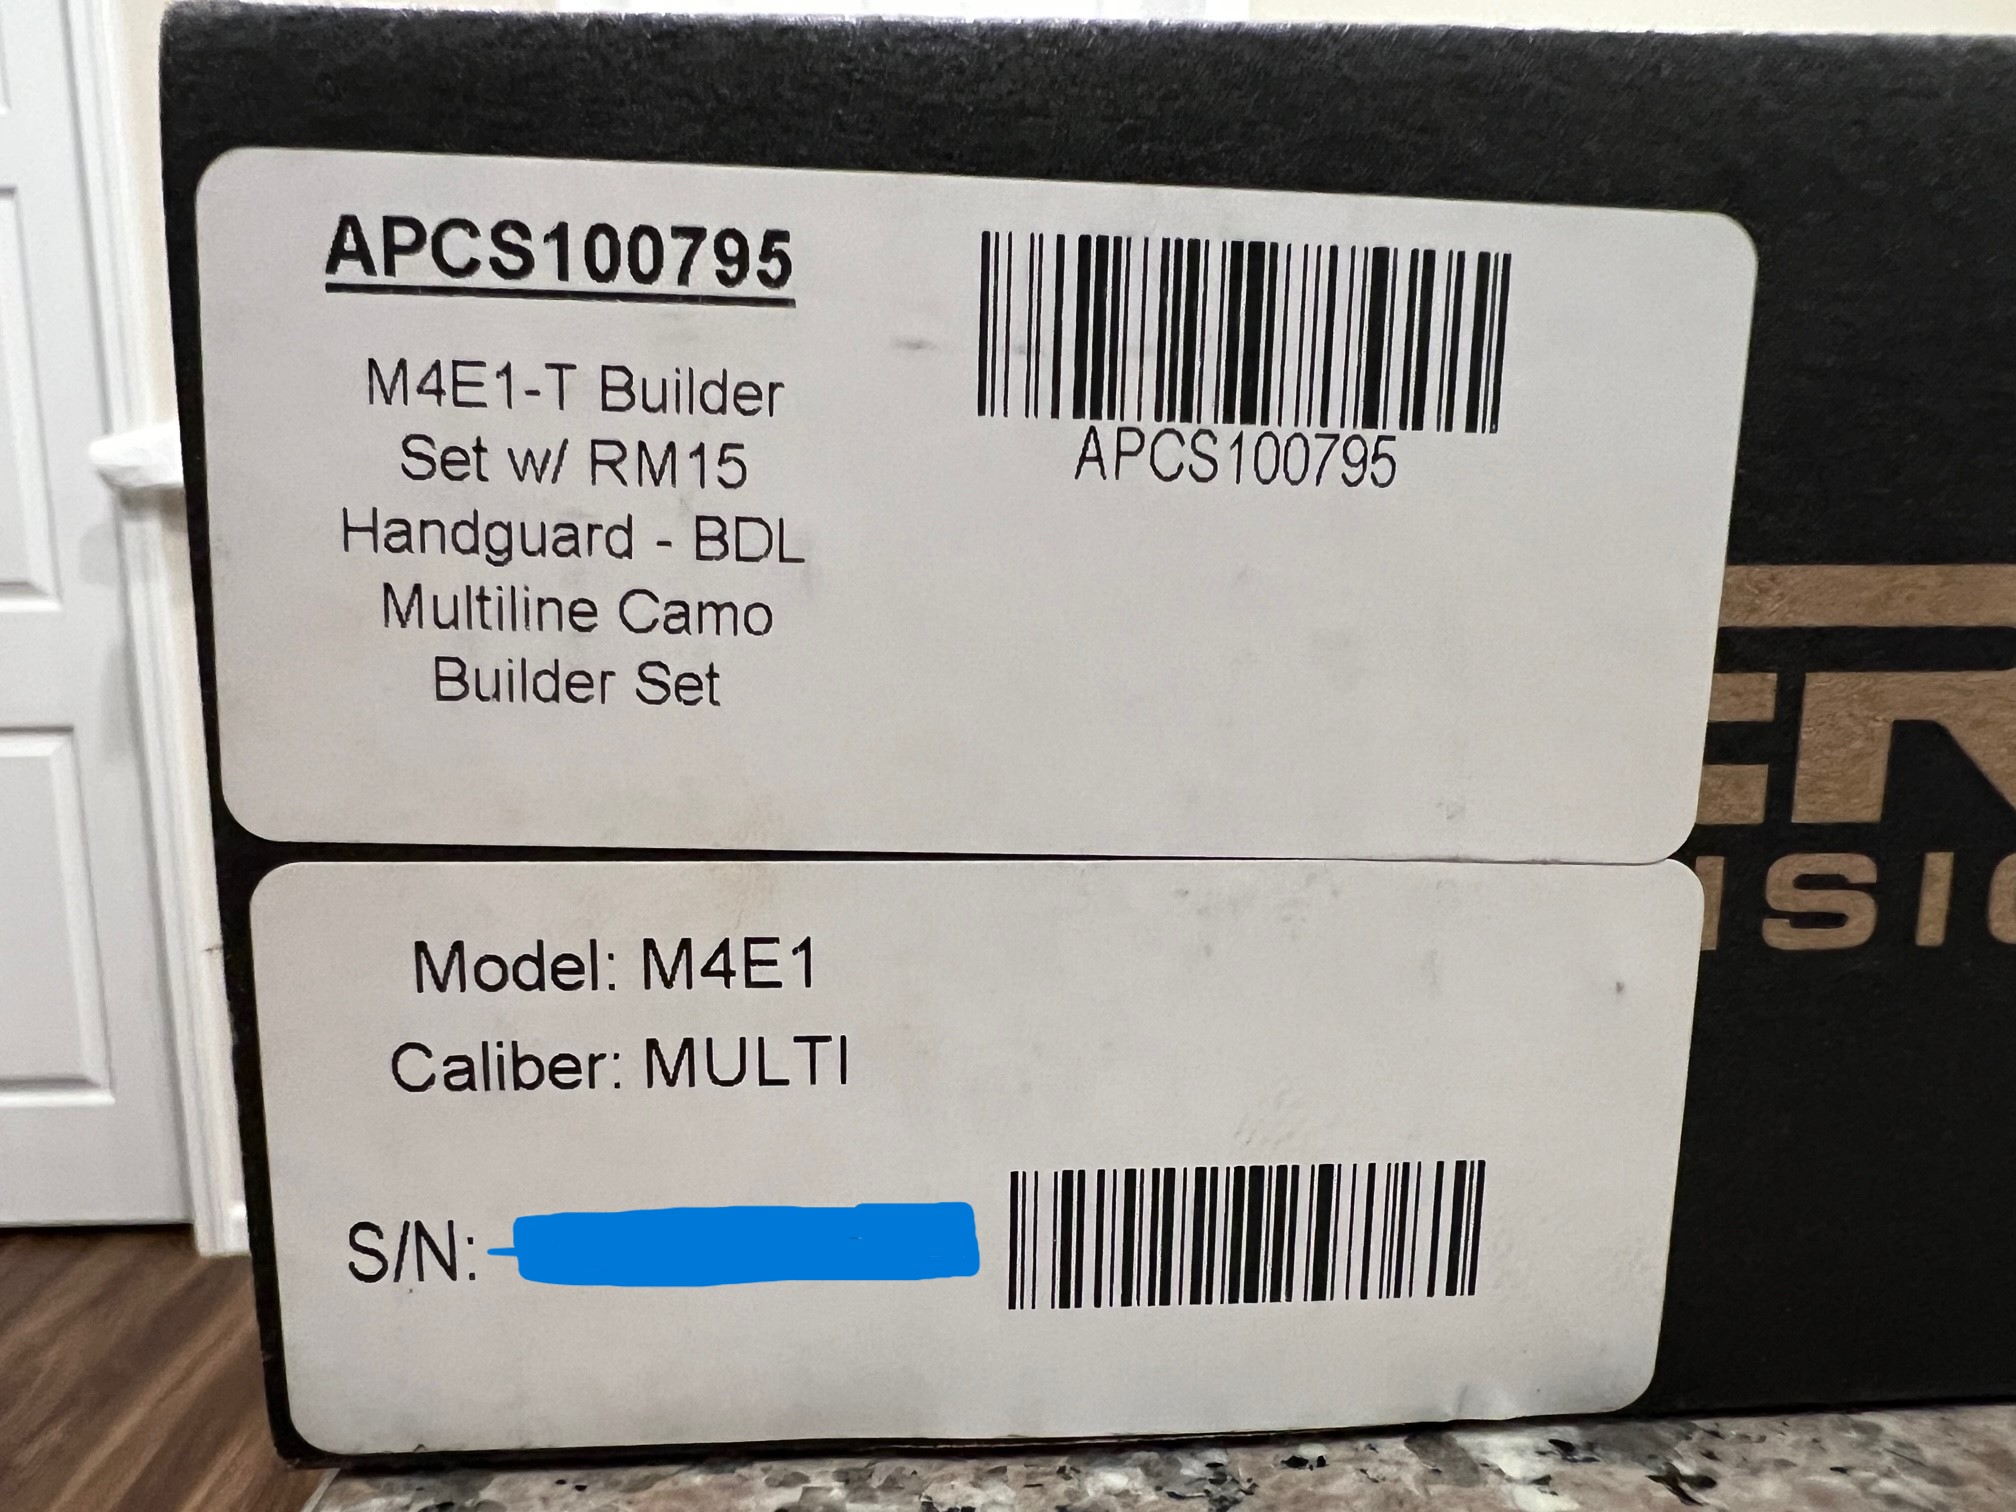 APCS100795
M4E1-T Builder
Set w/ RM15
Handguard - BDL
Multiline Camo
Builder Set
APCS100795
Model: M4E1
Caliber: MULTI
S/N: